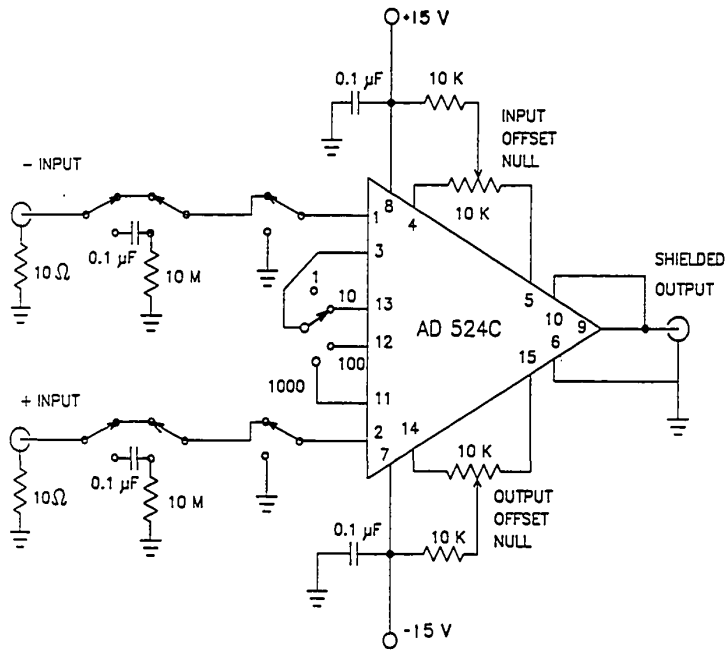 +15 V
0.1 µF
10 K
INPUT
OFFSET
NULL
- INPUT
8
4
10 K
1
10Ω
0.1 µF
10 M
3
1
10
13
5
SHIELDED
OUTPUT
AD 524C
10
9
12
100
6
15
1000
11
+ INPUT
2
14
7
10 K
10Ω
0.1 µF
10 M
OUTPUT
OFFSET
NULL
0.1 µF
10 K
-15 V